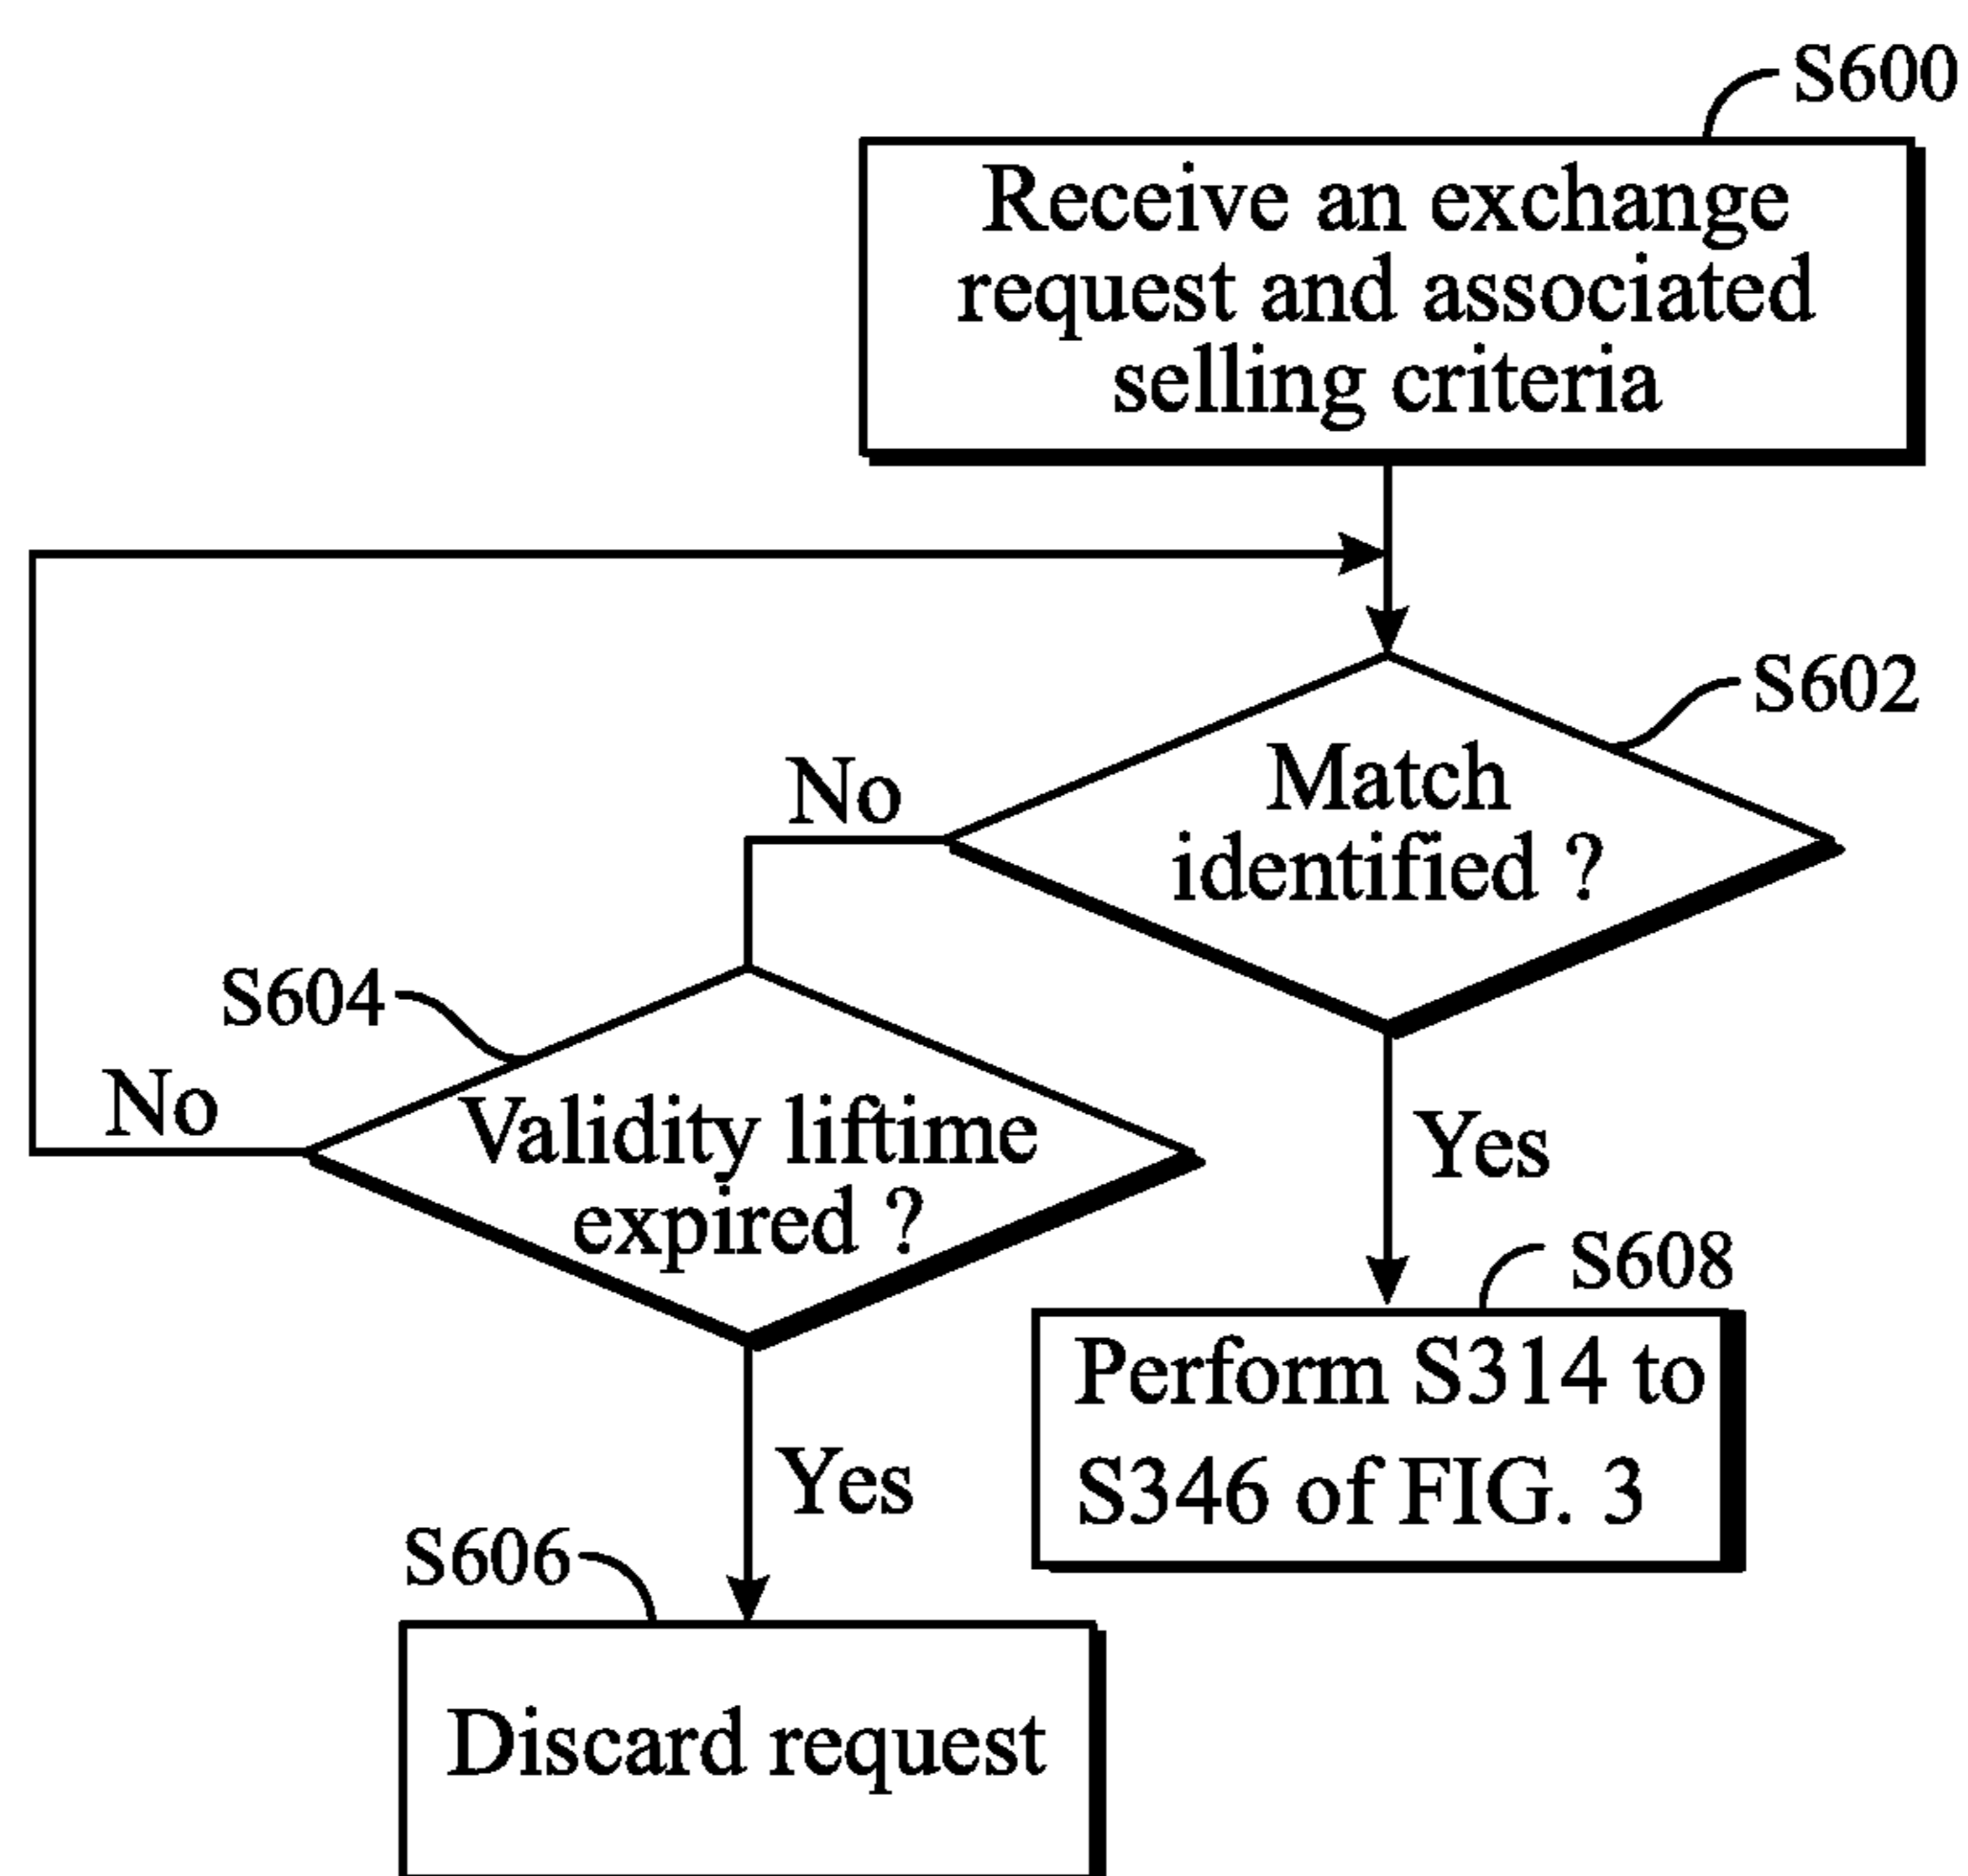 S600
Receive an exchange
request and associated
selling criteria
S602
Match
identified ?
No
Yes
S604
Validity liftime
expired ?
No
Yes
S608
Perform S314 to
S346 of FIG. 3
S606
Discard request